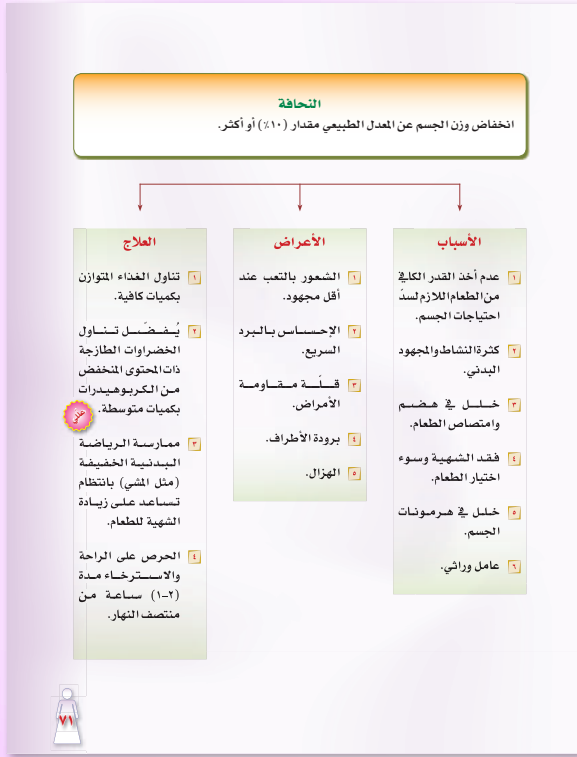 النحافة
انخفاض وزن الجسم عن المعدل الطبيعي مقدار (١٠٪) أو أكثر.
الأسباب
١ عدم أخذ القدر الكافي
من الطعام اللازم لسدّ
احتياجات الجسم.
٢ كثرة النشاط والمجهود
البدني.
٣ خلل في هضم
وامتصاص الطعام.
٤ فقد الشهية وسوء
اختيار الطعام.
٥ خلل في هرمونات
الجسم.
٦ عامل وراثي.
الأعراض
١ الشعور بالتعب عند
أقل مجهود.
٢ الإحساس بالبرد
السريع.
٣ قلّة مقاومة
الأمراض.
٤ برودة الأطراف.
٥ الهزال.
العلاج
١ تناول الغذاء المتوازن
بكميات كافية.
٢ يُفضّل تناول
الخضراوات الطازجة
ذات المحتوى المنخفض
من الكربوهيدرات
بكميات متوسطة.
٣ ممارسة الرياضة
البدنية الخفيفة
(مثل المشي) بانتظام
تساعد على زيادة
الشهية للطعام.
٤ الحرص على الراحة
والاسترخاء مدة
(١-٢) ساعة من
منتصف النهار.
٧١